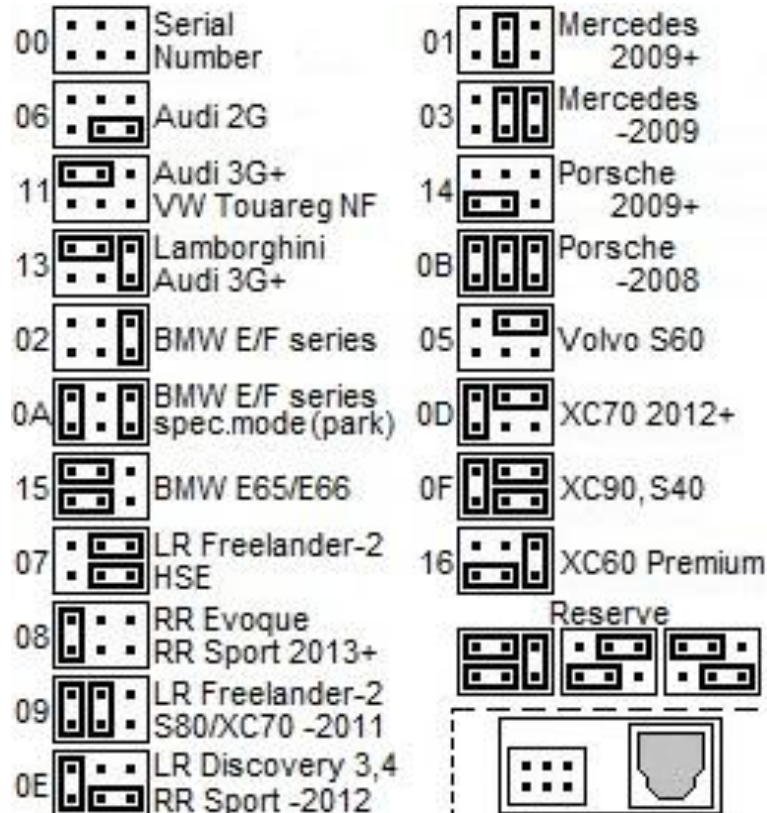 00 Serial
Number
06 Audi 2G
11 Audi 3G+
VW Touareg NF
13 Lamborghini
Audi 3G+
02 BMW E/F series
0A BMW E/F series
spec.mode (park)
15 BMW E65/E66
07 LR Freelander-2
HSE
08 RR Evoque
RR Sport 2013+
09 LR Freelander-2
S80/XC70 -2011
0E LR Discovery 3,4
RR Sport -2012
01 Mercedes
2009+
03 Mercedes
-2009
14 Porsche
2009+
0B Porsche
-2008
05 Volvo S60
0D XC70 2012+
0F XC90, S40
16 XC60 Premium
Reserve